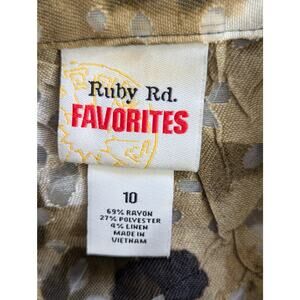 Ruby Rd.
FAVORITES
10
69% RAYON
27% POLYESTER
4% LINEN
MADE IN
VIETNAM